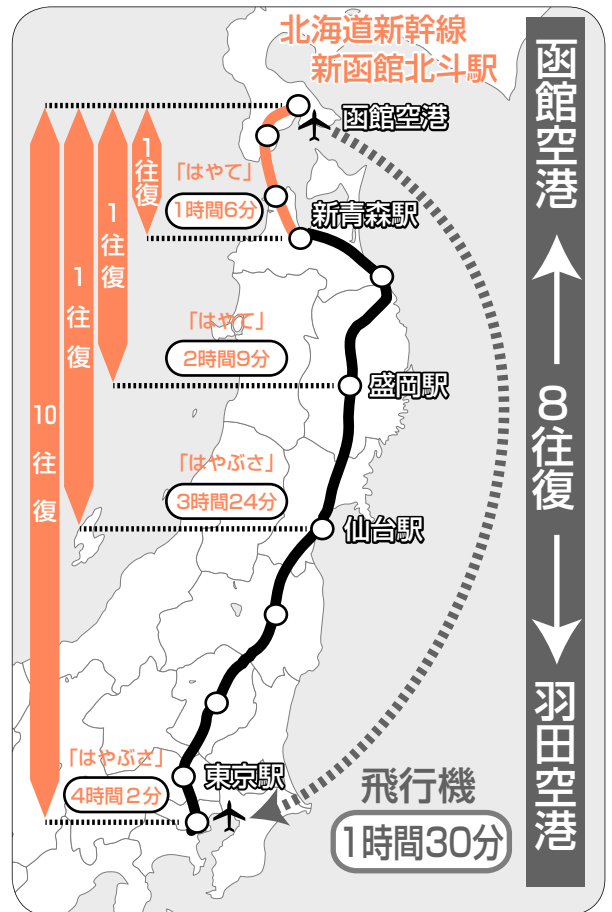 北海道新幹線
新函館北斗駅
函館空港
1往復
「はやて」
1時間6分
新青森駅
1往復
「はやて」
2時間9分
盛岡駅
1往復
「はやぶさ」
3時間24分
仙台駅
10往復
「はやぶさ」
4時間2分
東京駅
飛行機
1時間30分
函館空港
8往復
羽田空港